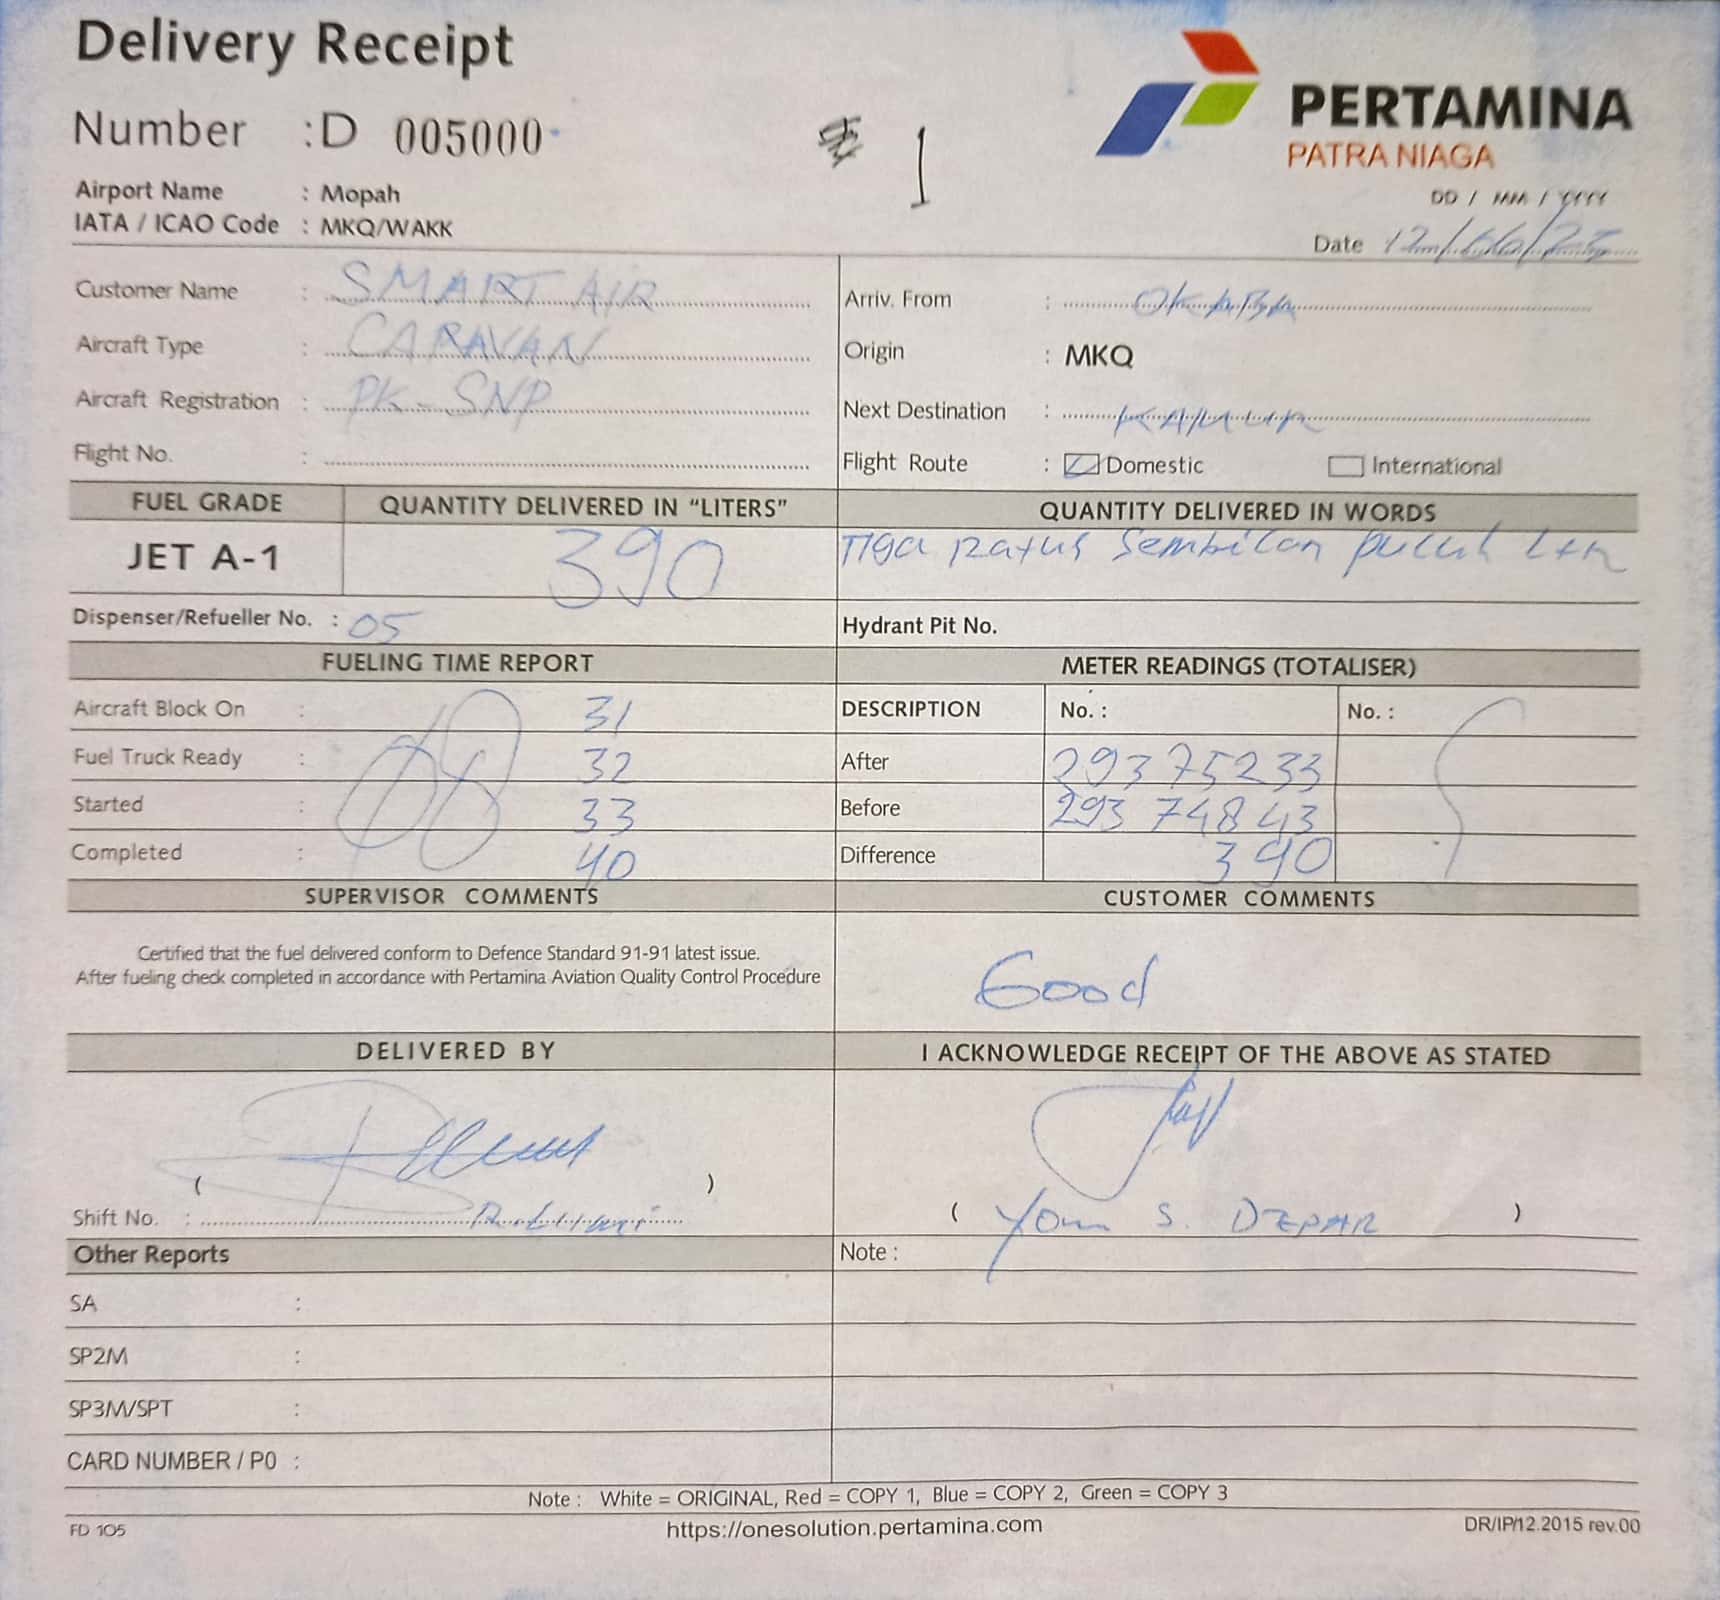 Delivery Receipt
Number : D 005000
1
PERTAMINA
PATRA NIAGA
Airport Name : Mopah
IATA / ICAO Code : MKQ/WAKK
DD / MM / YYYY
Date
Customer Name : SMART AIR
Aircraft Type : CARAVAN
Aircraft Registration : PK-SNP
Flight No. :
Arriv. From : OKABA
Origin : MKQ
Next Destination :
Flight Route : Domestic International
FUEL GRADE QUANTITY DELIVERED IN “LITERS” QUANTITY DELIVERED IN WORDS
JET A-1 390 Tiga ratus sembilan puluh Ltr
Dispenser/Refueller No. : 05 Hydrant Pit No.
FUELING TIME REPORT METER READINGS (TOTALISER)
Aircraft Block On : 31 DESCRIPTION No. : No. :
Fuel Truck Ready : 32 After 29375233
Started : 33 Before 29374843
Completed : 40 Difference 390
SUPERVISOR COMMENTS CUSTOMER COMMENTS
Certified that the fuel delivered conform to Defence Standard 91-91 latest issue.
After fueling check completed in accordance with Pertamina Aviation Quality Control Procedure
Good
DELIVERED BY I ACKNOWLEDGE RECEIPT OF THE ABOVE AS STATED
( )
Shift No. :
( S. )
Other Reports Note :
SA :
SP2M :
SP3M/SPT :
CARD NUMBER / P0 :
Note : White = ORIGINAL, Red = COPY 1, Blue = COPY 2, Green = COPY 3
FD 105 https://onesolution.pertamina.com DR/IP/12.2015 rev.00